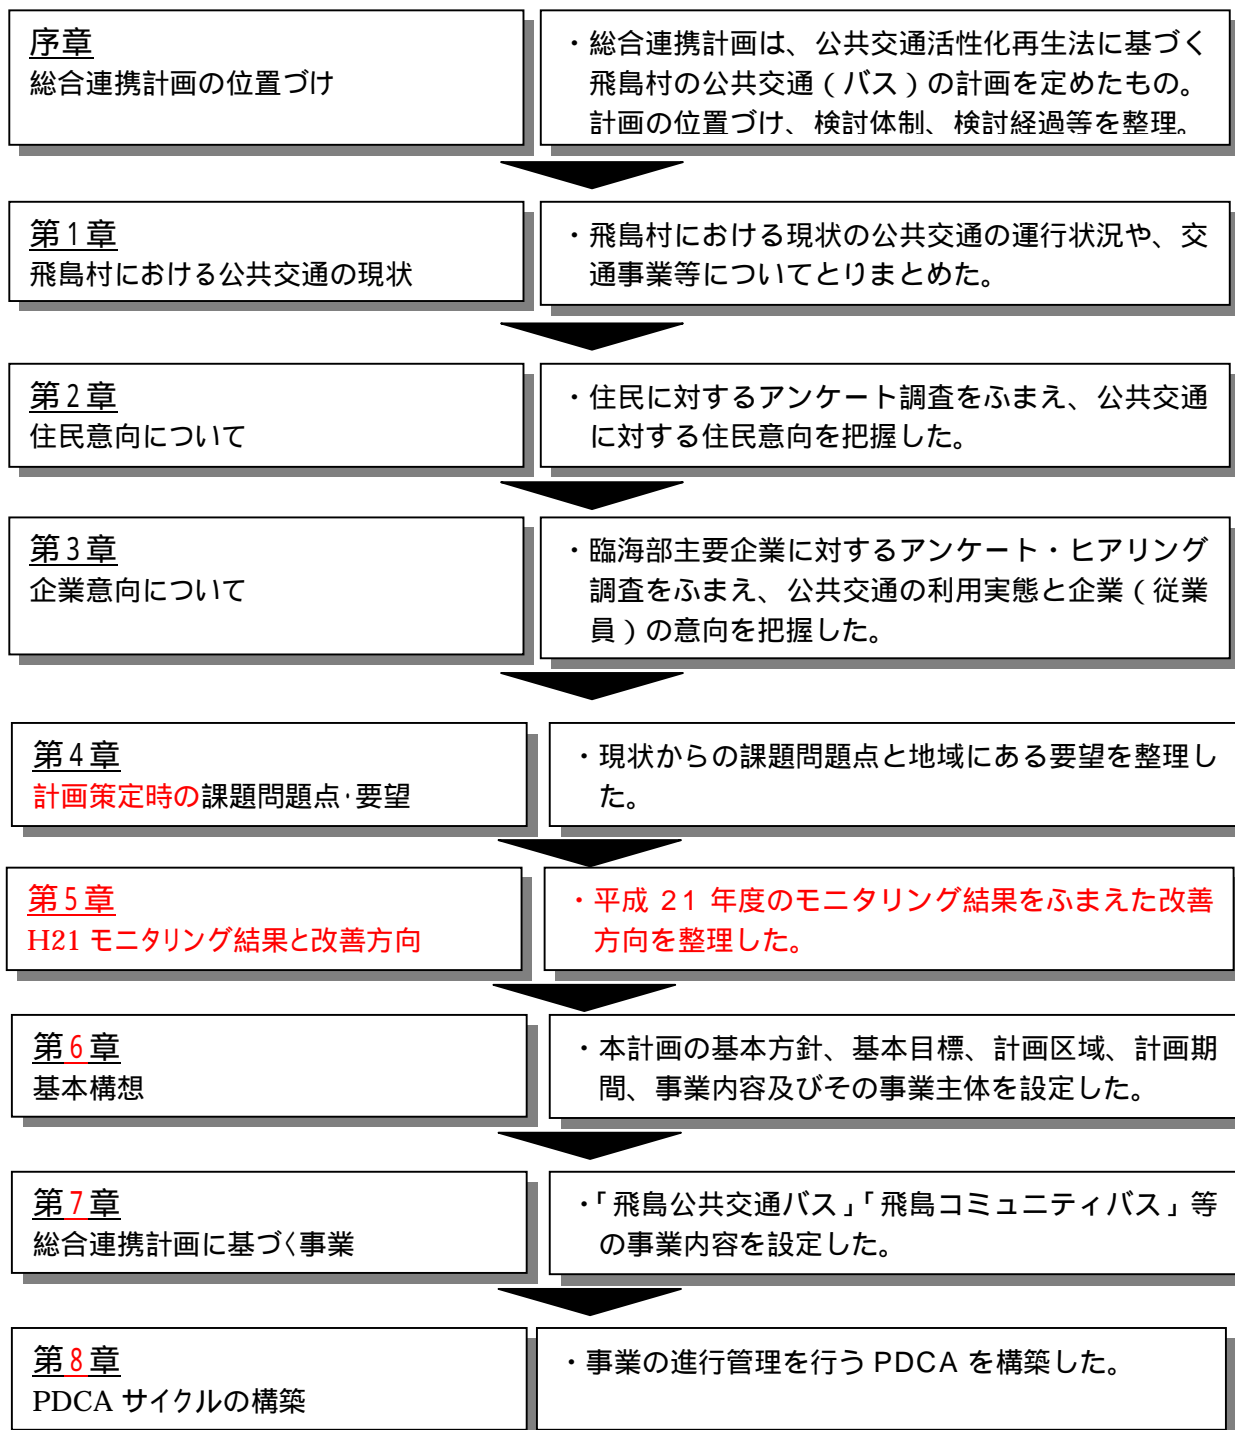 序章
総合連携計画の位置づけ
・総合連携計画は、公共交通活性化再生法に基づく
飛島村の公共交通（バス）の計画を定めたもの。
計画の位置づけ、検討体制、検討経過等を整理。
第1章
飛島村における公共交通の現状
・飛島村における現状の公共交通の運行状況や、交
通事業等についてとりまとめた。
第2章
住民意向について
・住民に対するアンケート調査をふまえ、公共交通
に対する住民意向を把握した。
第3章
企業意向について
・臨海部主要企業に対するアンケート・ヒアリング
調査をふまえ、公共交通の利用実態と企業（従業
員）の意向を把握した。
第4章
計画策定時の課題問題点・要望
・現状からの課題問題点と地域にある要望を整理し
た。
第5章
H21 モニタリング結果と改善方向
・平成 21 年度のモニタリング結果をふまえた改善
方向を整理した。
第6章
基本構想
・本計画の基本方針、基本目標、計画区域、計画期
間、事業内容及びその事業主体を設定した。
第7章
総合連携計画に基づく事業
・「飛島公共交通バス」「飛島コミュニティバス」等
の事業内容を設定した。
第8章
PDCA サイクルの構築
・事業の進行管理を行う PDCA を構築した。